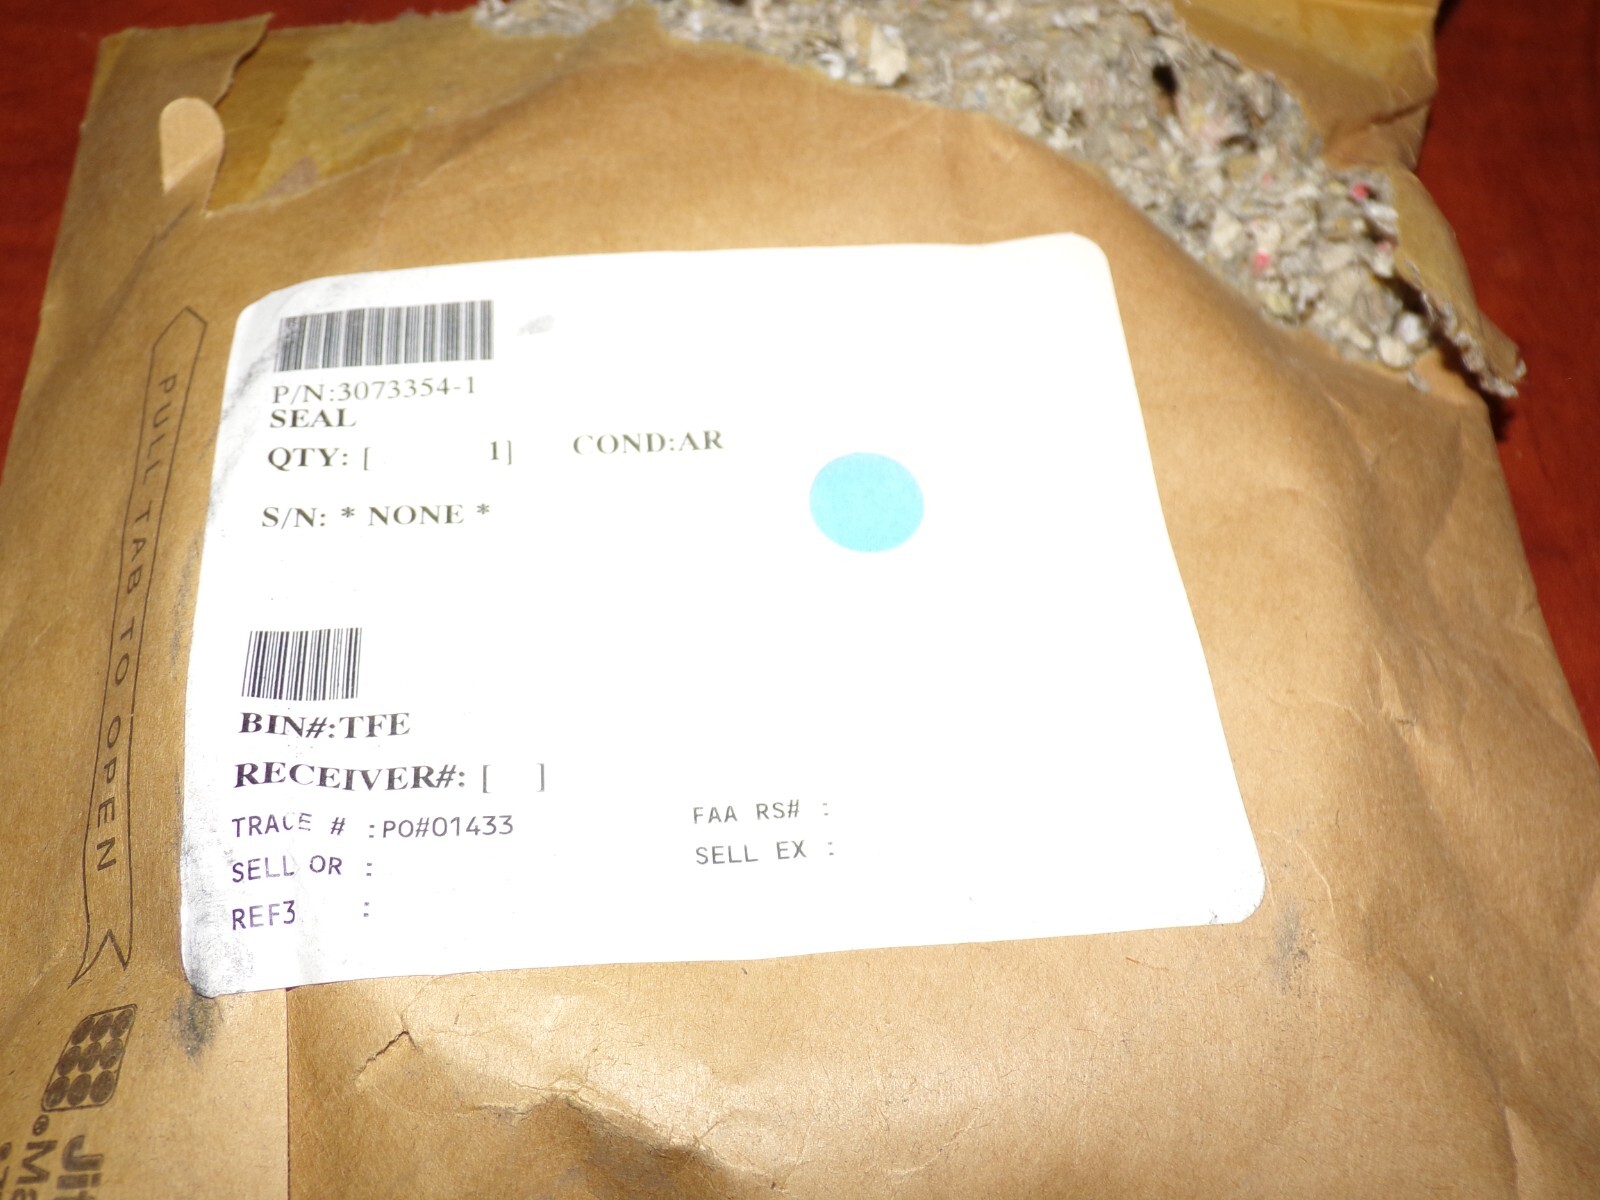 P/N:3073354-1
SEAL
QTY: [ 1] COND:AR
S/N: * NONE *
BIN#:TFE
RECEIVER#: [ ]
TRACE # :PO#01433 FAA RS# :
SELL OR : SELL EX :
REF3 :
PULL TAB TO OPEN